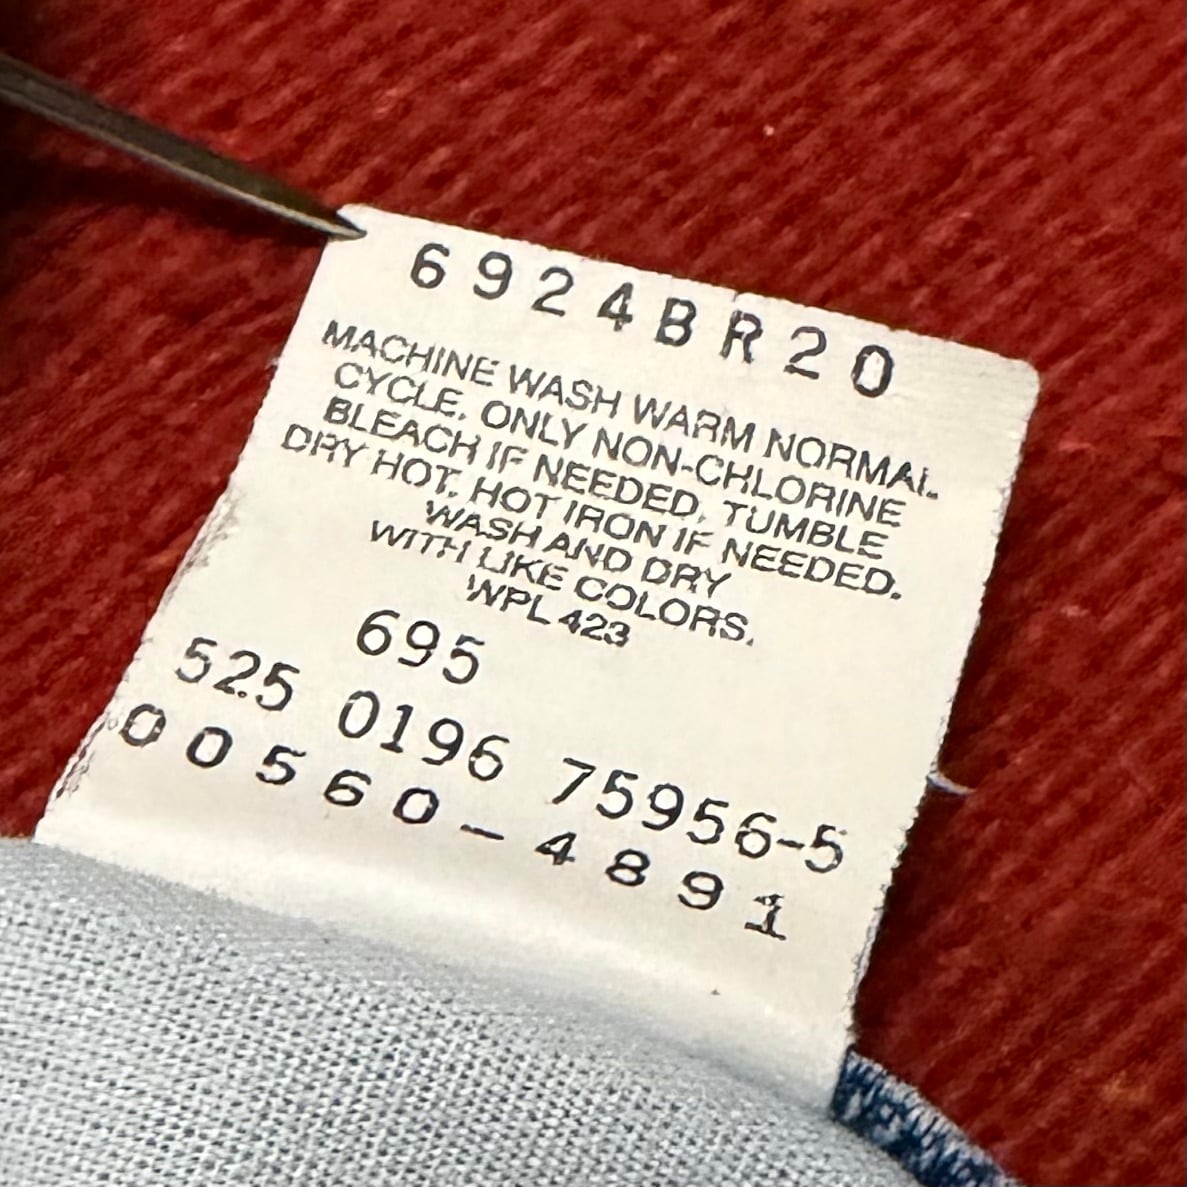 6924BR20
MACHINE WASH WARM NORMAL
CYCLE, ONLY NON-CHLORINE
BLEACH IF NEEDED, TUMBLE
DRY HOT, HOT IRON IF NEEDED.
WASH AND DRY
WITH LIKE COLORS.
WPL 423
695
525 0196 75956-5
00560-4891